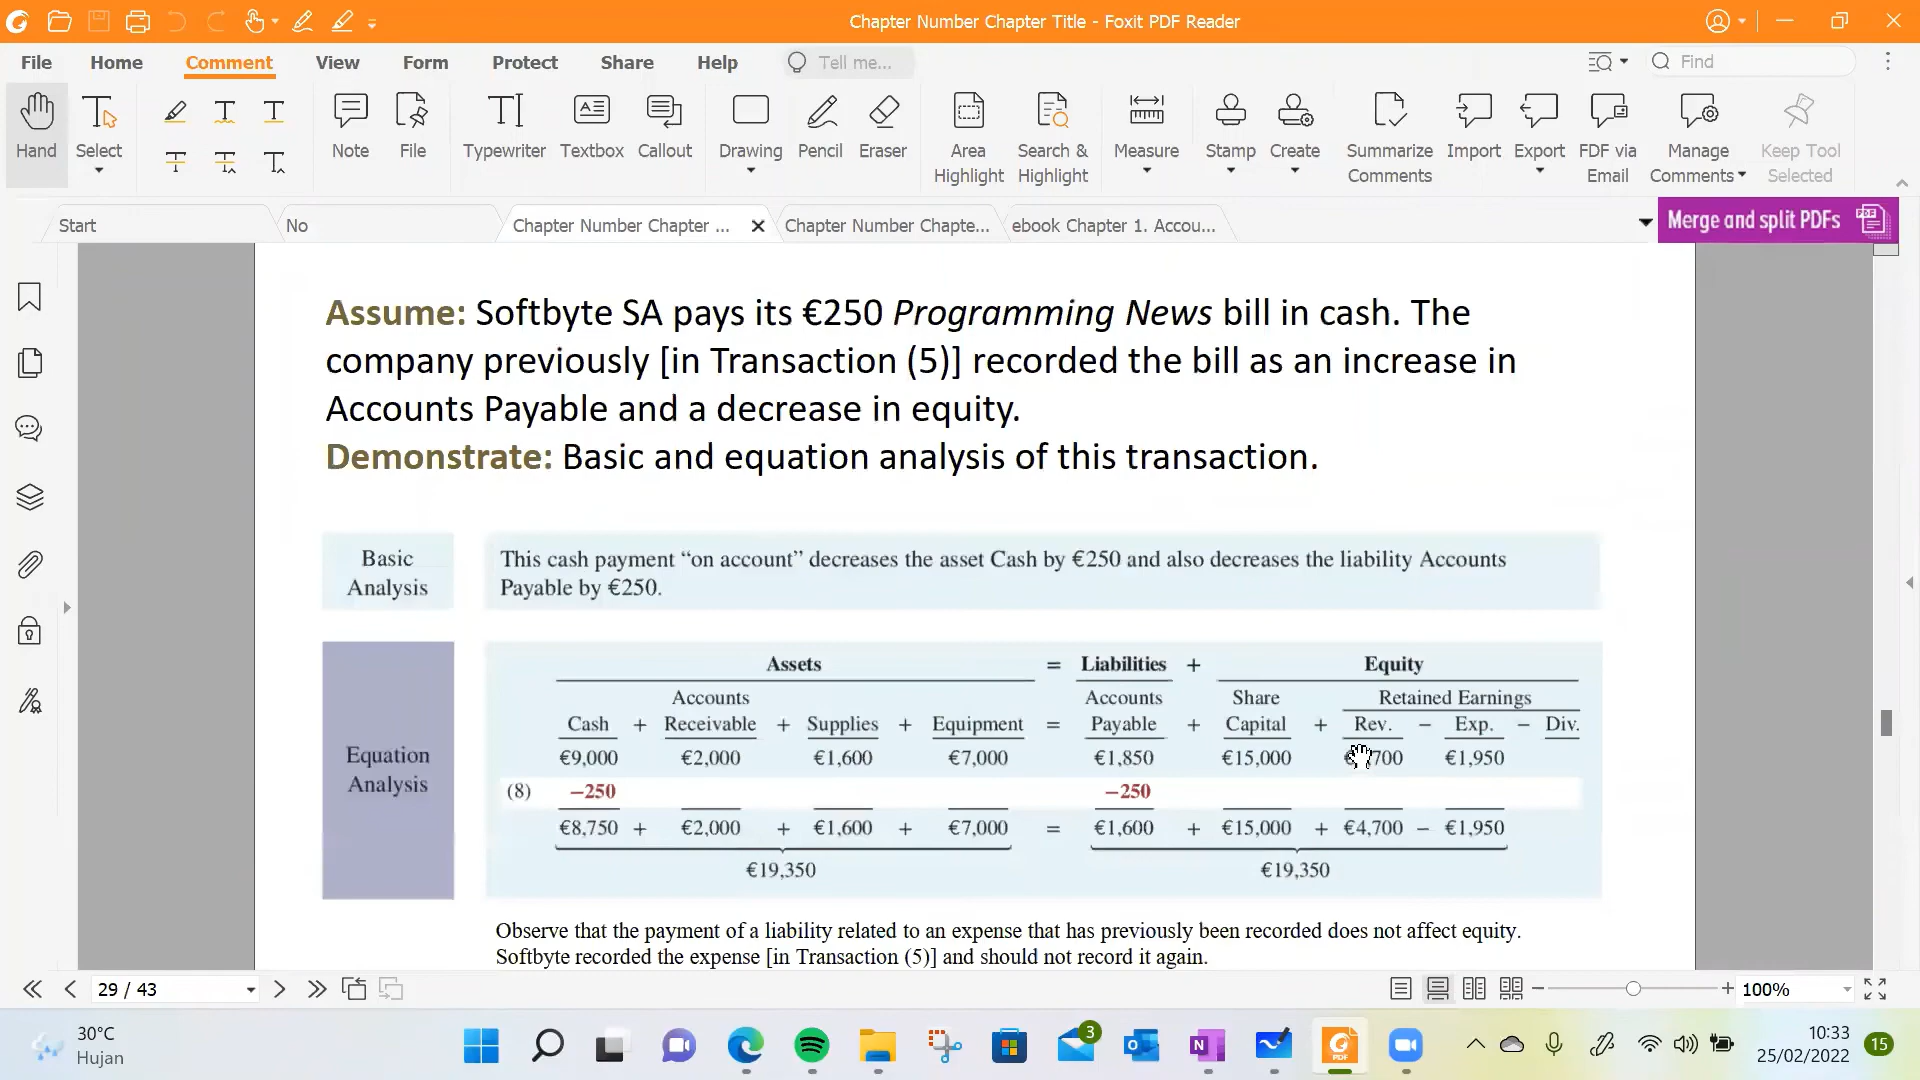 Chapter Number Chapter Title - Foxit PDF Reader
File Home Comment View Form Protect Share Help Tell me... Find
Hand Select Note File Typewriter Textbox Callout Drawing Pencil Eraser Area Highlight Search & Highlight Measure Stamp Create Summarize Comments Import Export FDF via Email Manage Comments Keep Tool Selected
Start No Chapter Number Chapter ... Chapter Number Chapte... ebook Chapter 1. Accou... Merge and split PDFs
Assume: Softbyte SA pays its €250 Programming News bill in cash. The
company previously [in Transaction (5)] recorded the bill as an increase in
Accounts Payable and a decrease in equity.
Demonstrate: Basic and equation analysis of this transaction.
Basic
Analysis
This cash payment “on account” decreases the asset Cash by €250 and also decreases the liability Accounts
Payable by €250.
Equation
Analysis
Assets = Liabilities + Equity
Accounts Accounts Share Retained Earnings
Cash + Receivable + Supplies + Equipment = Payable + Capital + Rev. − Exp. − Div.
€9,000 €2,000 €1,600 €7,000 €1,850 €15,000 700 €1,950
(8) −250 −250
€8,750 + €2,000 + €1,600 + €7,000 = €1,600 + €15,000 + €4,700 − €1,950
€19,350 €19,350
Observe that the payment of a liability related to an expense that has previously been recorded does not affect equity.
Softbyte recorded the expense [in Transaction (5)] and should not record it again.
29 / 43 100%
30°C
Hujan
3
10:33
25/02/2022
15